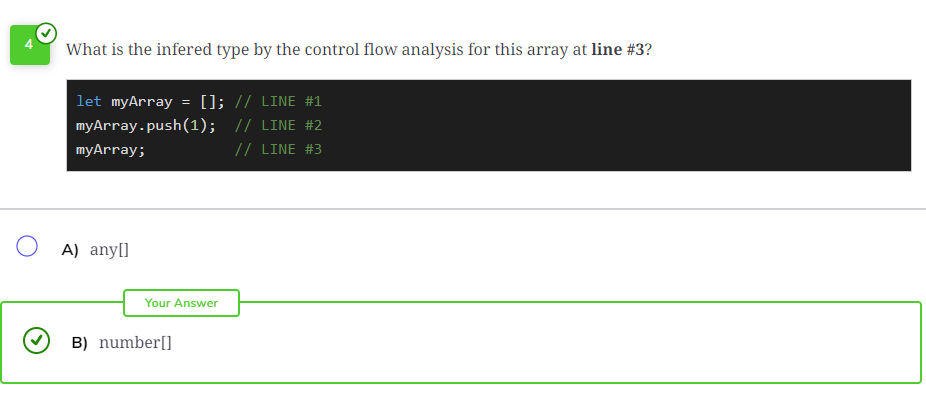 4
What is the infered type by the control flow analysis for this array at line #3?
let myArray = []; // LINE #1
myArray.push(1);  // LINE #2
myArray;          // LINE #3
A) any[]
Your Answer
B) number[]